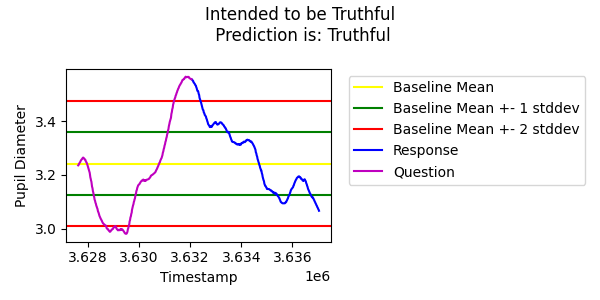 Intended to be Truthful
Prediction is: Truthful
Pupil Diameter
3.4
3.2
3.0
3.628
3.630
3.632
3.634
3.636
1e6
Timestamp
Baseline Mean
Baseline Mean +- 1 stddev
Baseline Mean +- 2 stddev
Response
Question